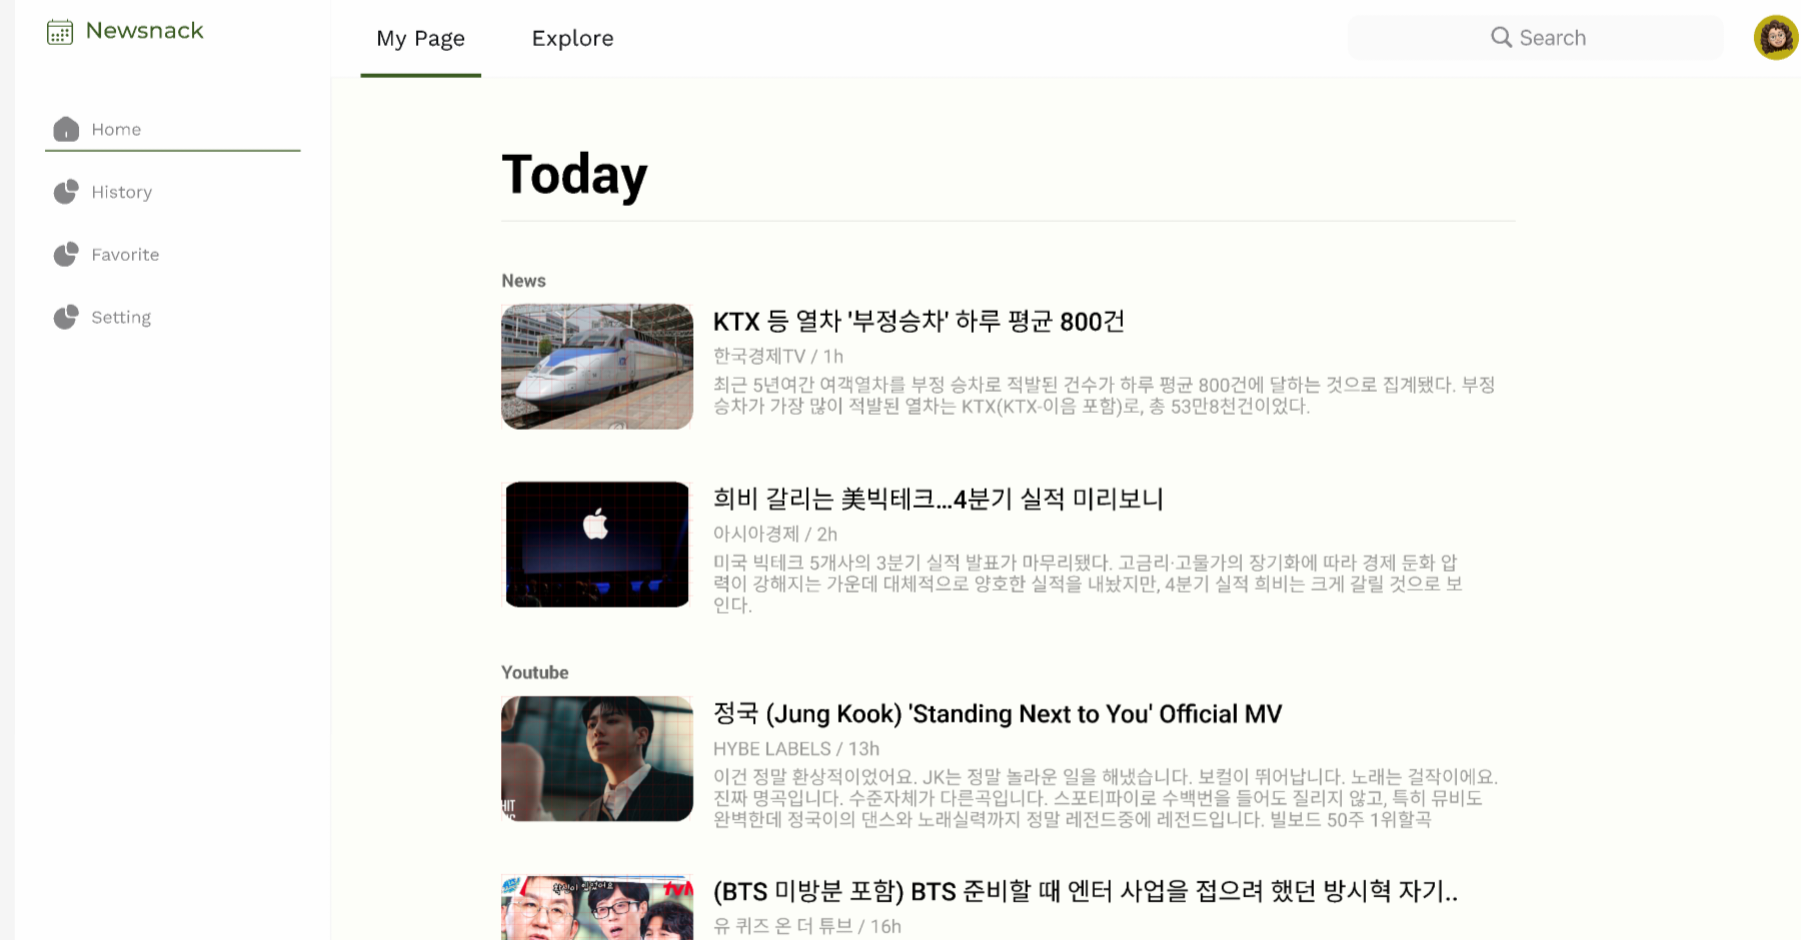 Newsnack
My Page
Explore
Search
Home
History
Favorite
Setting
Today
News
KTX 등 열차 '부정승차' 하루 평균 800건
한국경제TV / 1h
최근 5년여간 여객열차를 부정 승차로 적발된 건수가 하루 평균 800건에 달하는 것으로 집계됐다. 부정
승차가 가장 많이 적발된 열차는 KTX(KTX-이음 포함)로, 총 53만8천건이었다.
희비 갈리는 美빅테크...4분기 실적 미리보니
아시아경제 / 2h
미국 빅테크 5개사의 3분기 실적 발표가 마무리됐다. 고금리·고물가의 장기화에 따라 경제 둔화 압
력이 강해지는 가운데 대체적으로 양호한 실적을 내놨지만, 4분기 실적 희비는 크게 갈릴 것으로 보
인다.
Youtube
정국 (Jung Kook) 'Standing Next to You' Official MV
HYBE LABELS / 13h
이건 정말 환상적이었어요. JK는 정말 놀라운 일을 해냈습니다. 보컬이 뛰어납니다. 노래는 걸작이에요.
진짜 명곡입니다. 수준자체가 다른곡입니다. 스포티파이로 수백번을 들어도 질리지 않고, 특히 뮤비도
완벽한데 정국이의 댄스와 노래실력까지 정말 레전드중에 레전드입니다. 빌보드 50주 1위할곡
HIT
tvN
(BTS 미방분 포함) BTS 준비할 때 엔터 사업을 접으려 했던 방시혁 자기..
유 퀴즈 온 더 튜브 / 16h